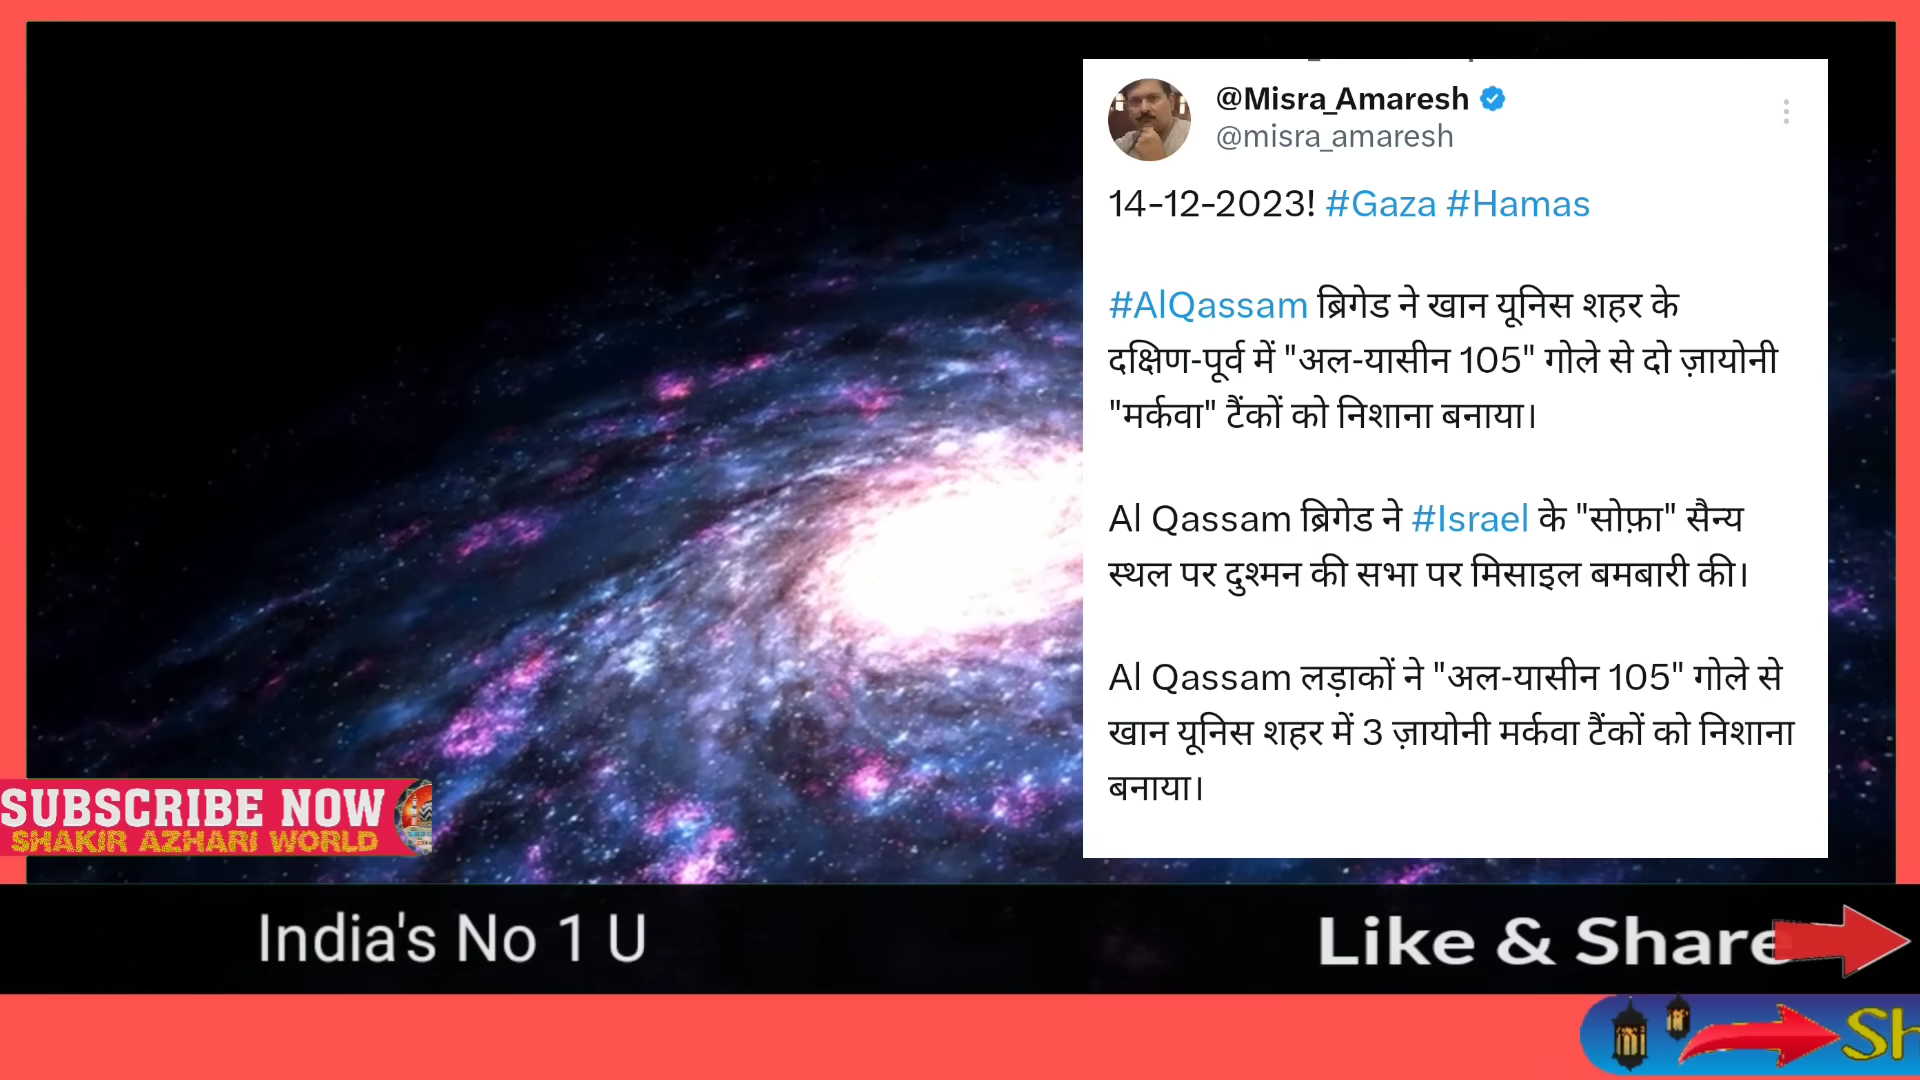 @Misra_Amaresh
@misra_amaresh
14-12-2023! #Gaza #Hamas
#AlQassam ब्रिगेड ने खान यूनिस शहर के
दक्षिण-पूर्व में "अल-यासीन 105" गोले से दो ज़ायोनी
"मर्कवा" टैंकों को निशाना बनाया।
Al Qassam ब्रिगेड ने #Israel के "सोफ़ा" सैन्य
स्थल पर दुश्मन की सभा पर मिसाइल बमबारी की।
Al Qassam लड़ाकों ने "अल-यासीन 105" गोले से
खान यूनिस शहर में 3 ज़ायोनी मर्कवा टैंकों को निशाना
बनाया।
SUBSCRIBE NOW
SHAKIR AZHARI WORLD
India's No 1 U
Like & Share
Sh